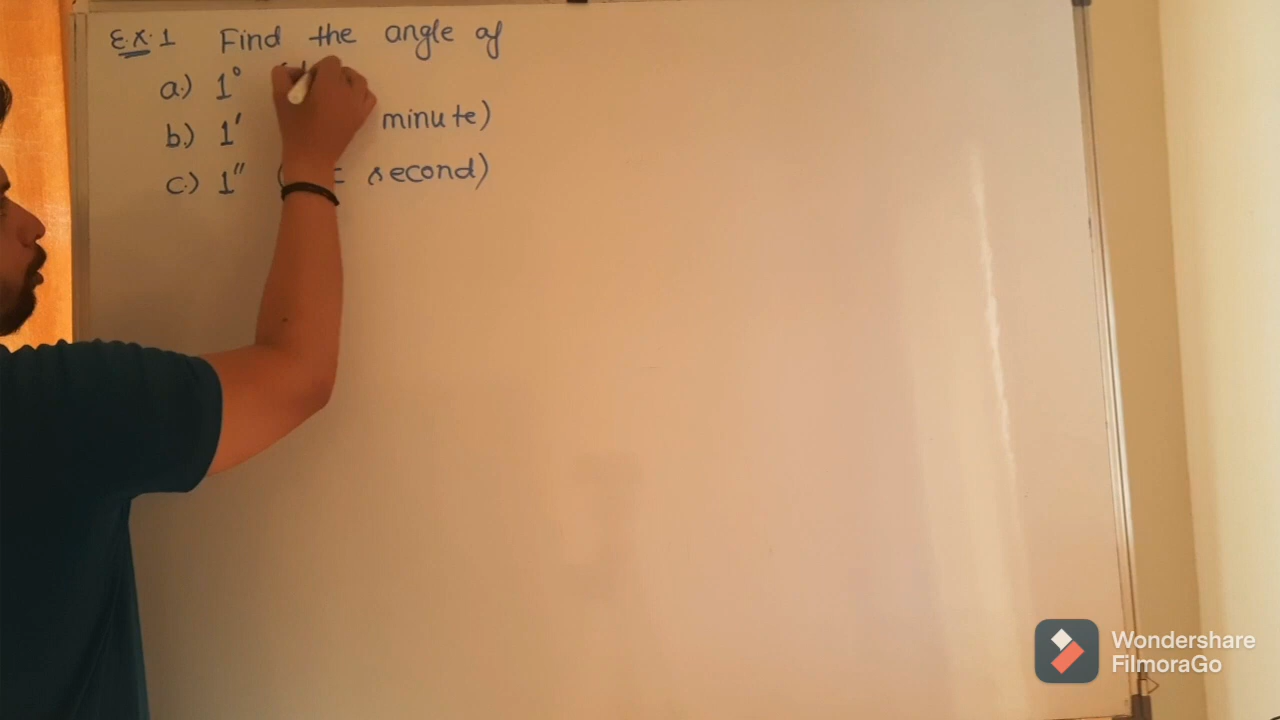 Ex. 1 Find the angle of
a.) 1°
b.) 1' minute)
c.) 1" = second)
Wondershare
FilmoraGo